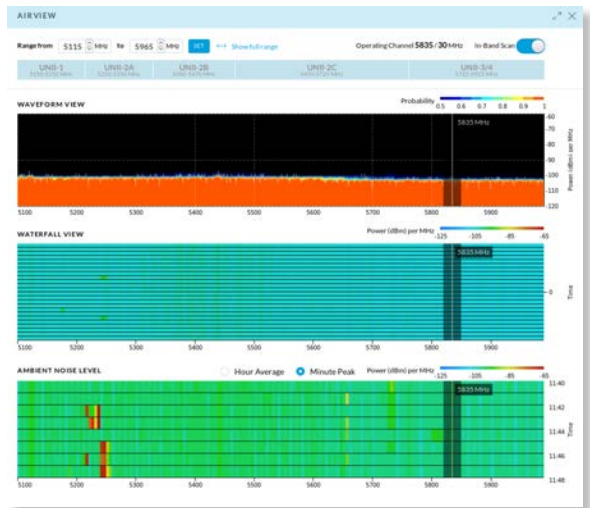 AIRVIEW
Range from 5115 MHz to 5965 MHz SET Show full range Operating Channel 5835 / 30 MHz In-Band Scan
UNII-1 UNII-2A UNII-2B UNII-2C UNII-3/4
WAVEFORM VIEW Probability 0.5 0.6 0.7 0.8 0.9 1
5835 MHz
-60
-70
-80
-90
-100
-110
-120
Power (dBm) per MHz
5100 5200 5300 5400 5500 5600 5700 5800 5900
WATERFALL VIEW Power (dBm) per MHz -125 -105 -85 -65
5835 MHz
0
Time
5100 5200 5300 5400 5500 5600 5700 5800 5900
AMBIENT NOISE LEVEL Hour Average Minute Peak Power (dBm) per MHz -125 -105 -85 -65
5835 MHz
11:40
11:42
11:44
11:46
11:48
Time
5100 5200 5300 5400 5500 5600 5700 5800 5900